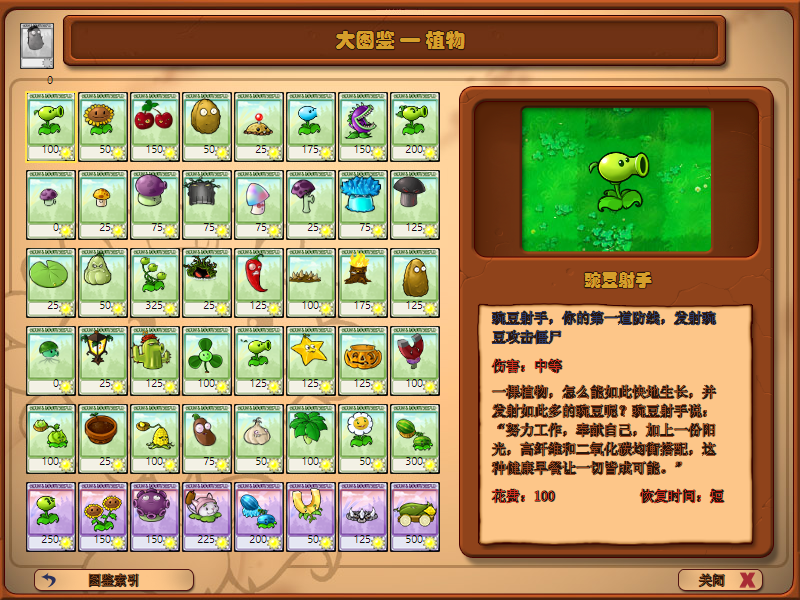 大图鉴 — 植物
0
100 50 150 50 25 175 150 200
0 25 75 75 75 25 75 125
25 50 325 25 125 100 175 125
0 25 125 100 125 125 125 100
100 25 100 75 50 100 50 300
250 150 150 225 200 50 125 500
豌豆射手
豌豆射手，你的第一道防线，发射豌
豆攻击僵尸
伤害：中等
一棵植物，怎么能如此快地生长，并
发射如此多的豌豆呢？豌豆射手说：
“努力工作，奉献自己，加上一份阳
光，高纤维和二氧化碳均衡搭配，这
种健康早餐让一切皆成可能。”
花费：100 恢复时间：短
图鉴索引
关闭